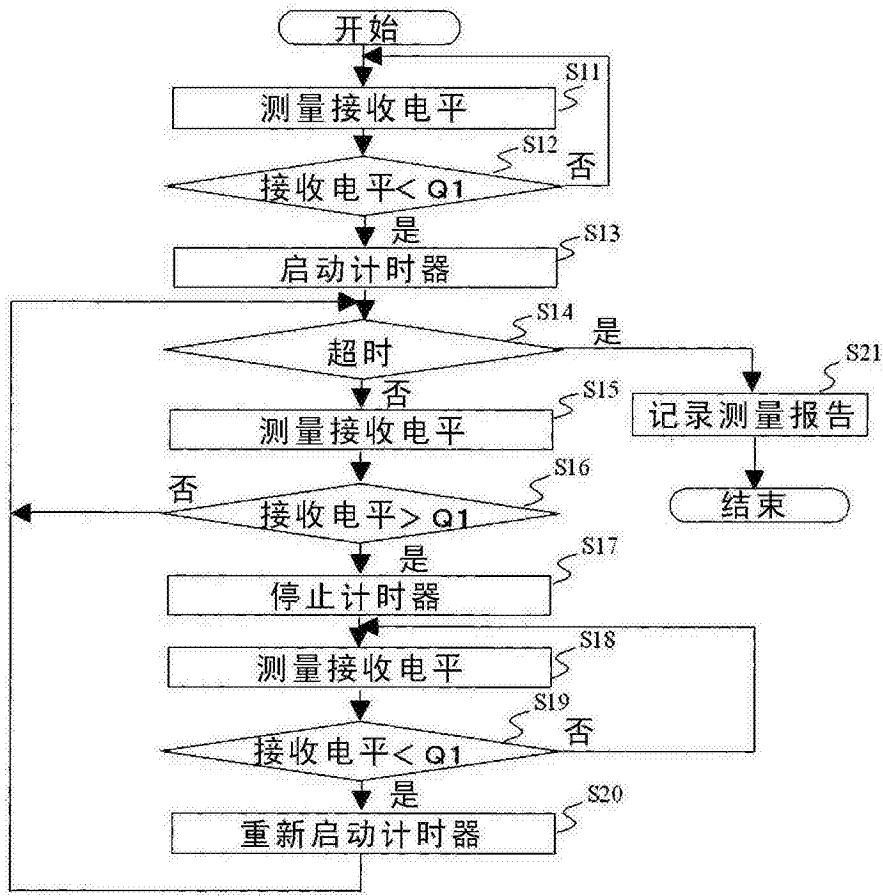 开始
S11
测量接收电平
S12
接收电平<Q1
否
是
S13
启动计时器
S14
超时
是
否
S21
记录测量报告
S15
测量接收电平
S16
否
接收电平>Q1
结束
是
S17
停止计时器
S18
测量接收电平
S19
接收电平<Q1
否
是
S20
重新启动计时器